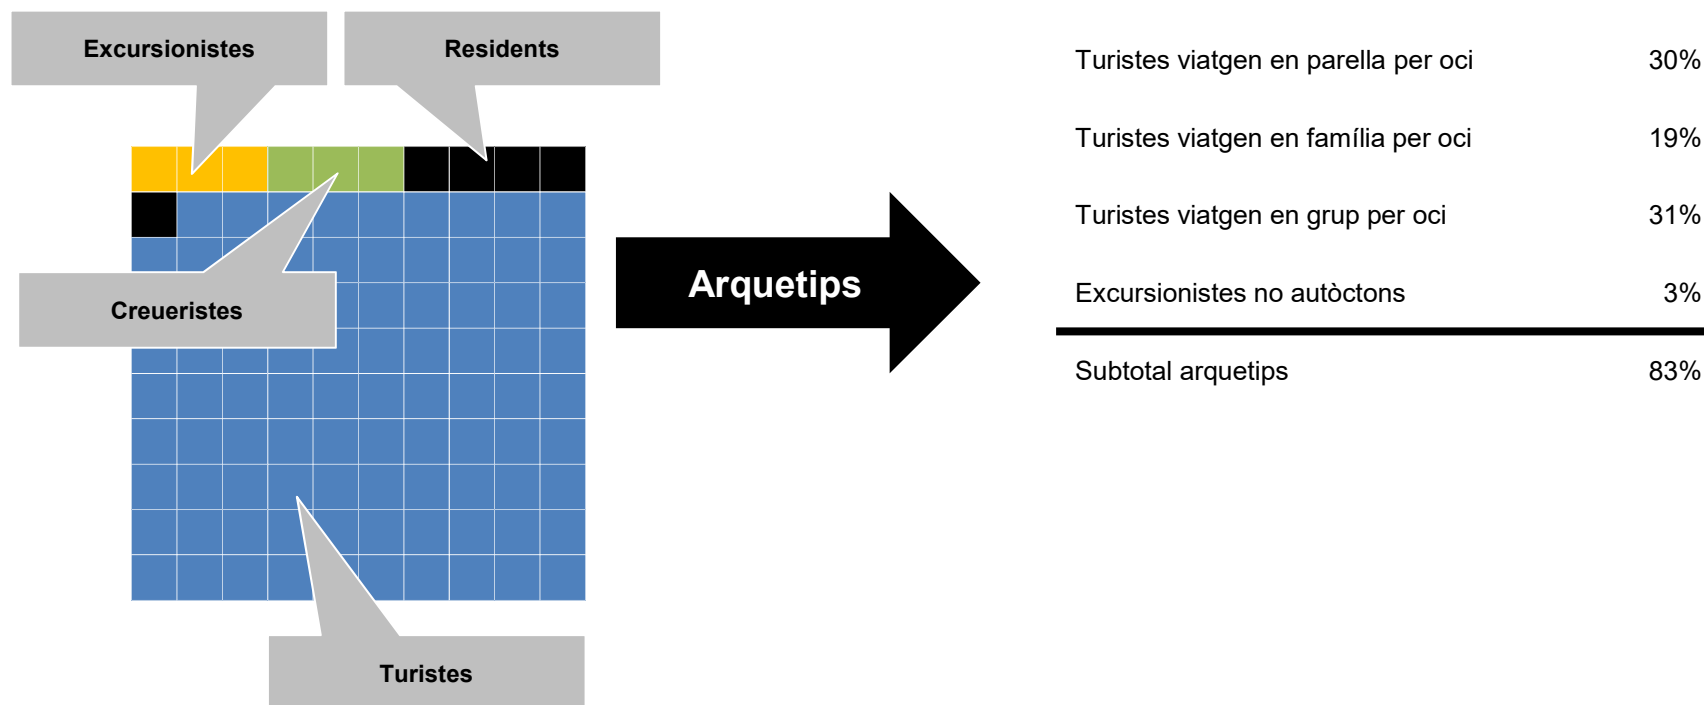 Excursionistes
Residents
Creueristes
Turistes
Arquetips
Turistes viatgen en parella per oci 30%
Turistes viatgen en família per oci 19%
Turistes viatgen en grup per oci 31%
Excursionistes no autòctons 3%
Subtotal arquetips 83%